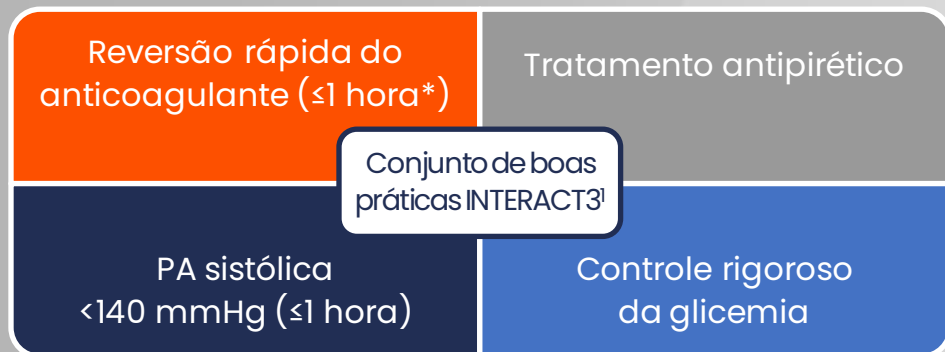 Reversão rápida do
anticoagulante (≤1 hora*)
Tratamento antipirético
Conjunto de boas
práticas INTERACT3¹
PA sistólica
<140 mmHg (≤1 hora)
Controle rigoroso
da glicemia